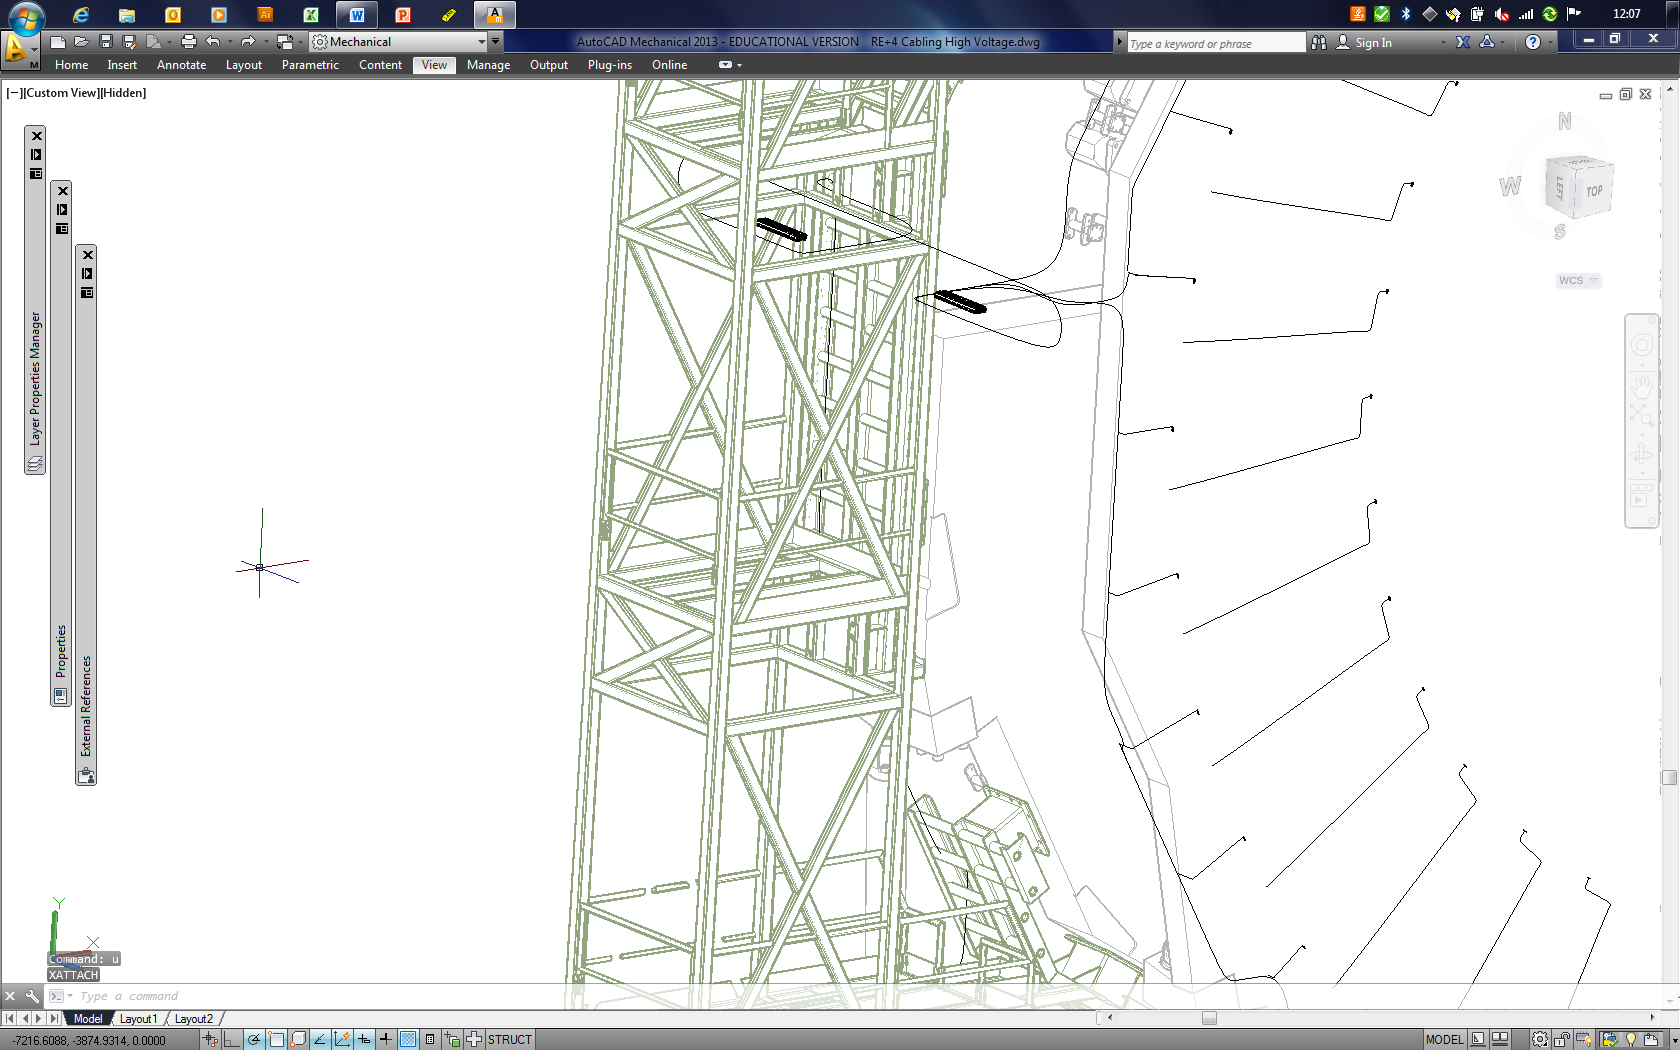 12:07
Mechanical
AutoCAD Mechanical 2013 - EDUCATIONAL VERSION RE+4 Cabling High Voltage.dwg
Type a keyword or phrase
Sign In
Home Insert Annotate Layout Parametric Content View Manage Output Plug-ins Online
[−][Custom View][Hidden]
Layer Properties Manager
Properties
External References
N
W
S
LEFT
TOP
WCS
Y
X
Command: u
XATTACH
Type a command
Model Layout1 Layout2
-7216.6088, -3874.9314, 0.0000
STRUCT
MODEL